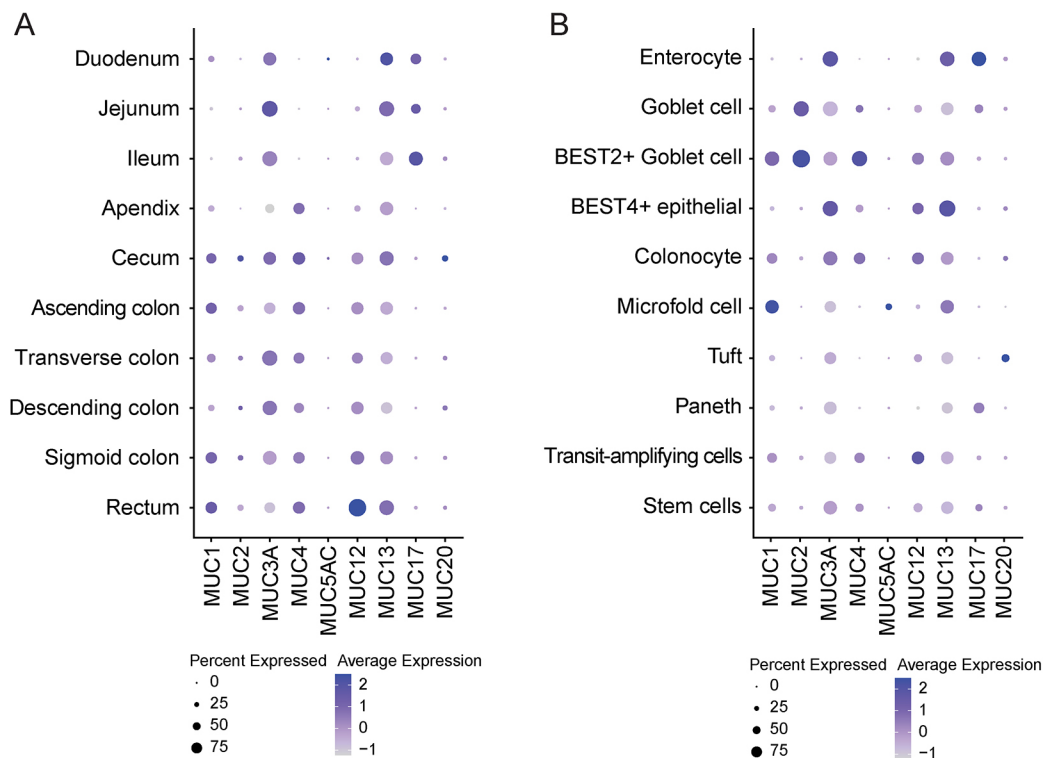 A
Duodenum
Jejunum
Ileum
Apendix
Cecum
Ascending colon
Transverse colon
Descending colon
Sigmoid colon
Rectum
MUC1
MUC2
MUC3A
MUC4
MUC5AC
MUC12
MUC13
MUC17
MUC20
Percent Expressed
0
25
50
75
Average Expression
2
1
0
−1
B
Enterocyte
Goblet cell
BEST2+ Goblet cell
BEST4+ epithelial
Colonocyte
Microfold cell
Tuft
Paneth
Transit-amplifying cells
Stem cells
MUC1
MUC2
MUC3A
MUC4
MUC5AC
MUC12
MUC13
MUC17
MUC20
Percent Expressed
0
25
50
75
Average Expression
2
1
0
−1